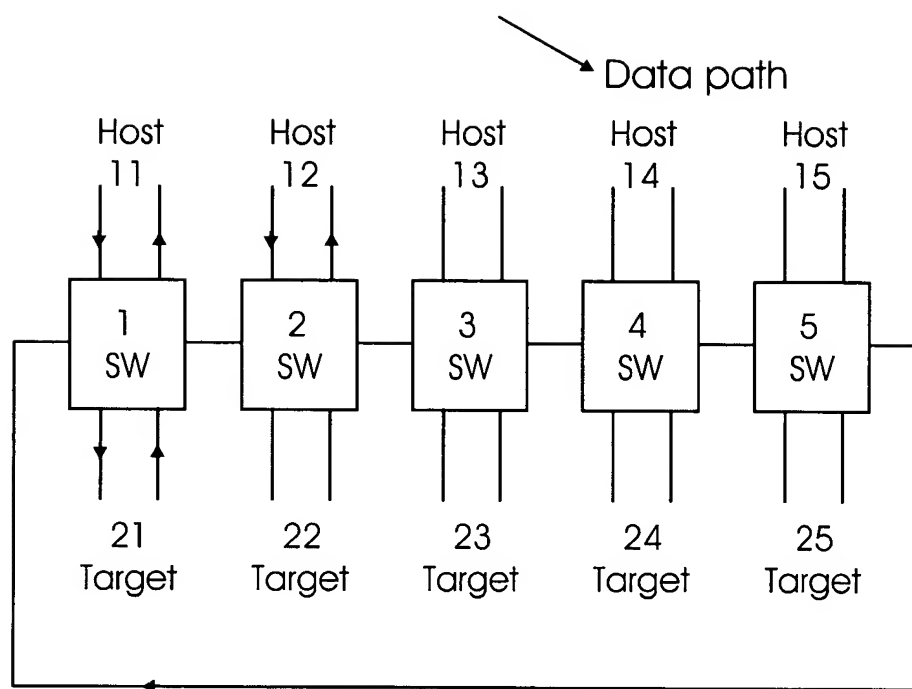 Data path
Host Host Host Host Host
11 12 13 14 15
1 2 3 4 5
SW SW SW SW SW
21 22 23 24 25
Target Target Target Target Target